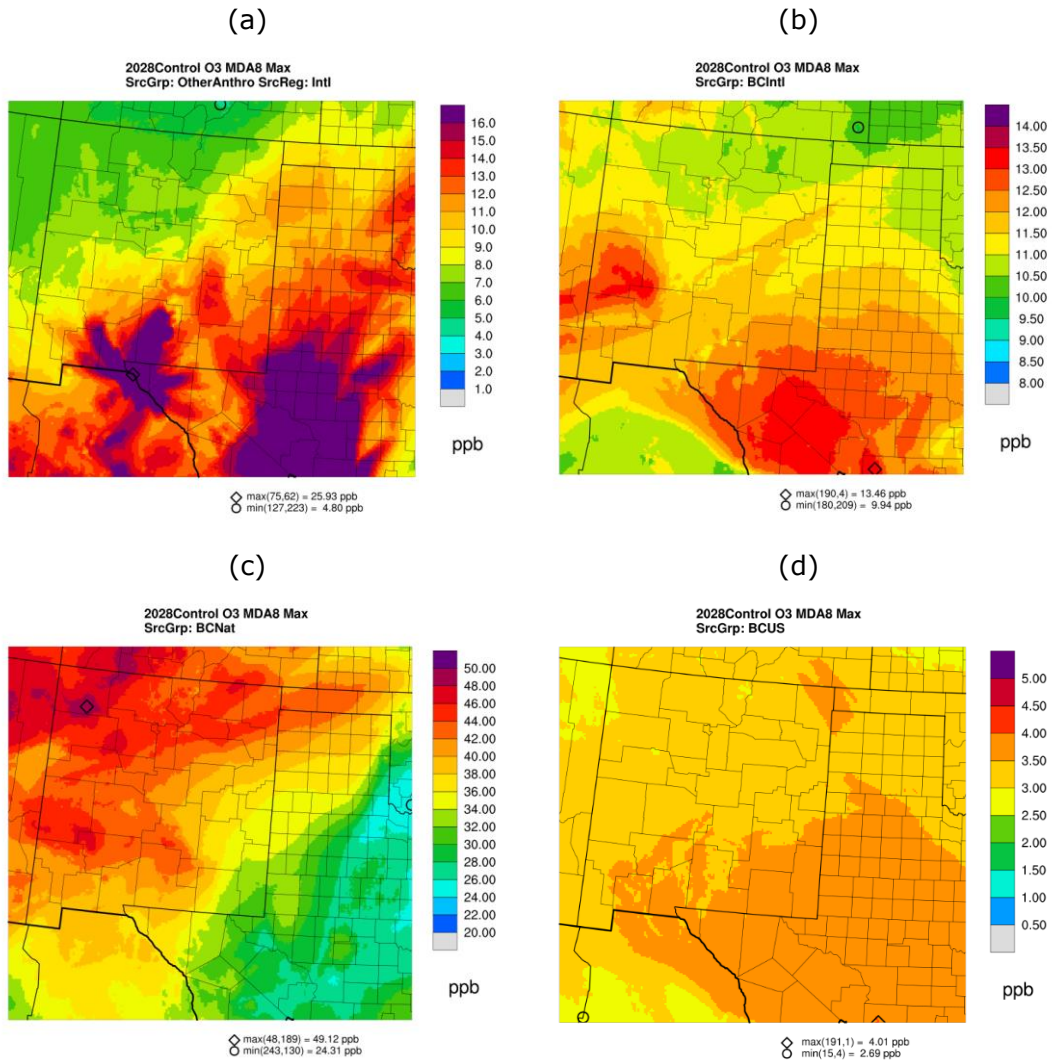 (a)
2028Control O3 MDA8 Max
SrcGrp: OtherAnthro SrcReg: Intl
16.0
15.0
14.0
13.0
12.0
11.0
10.0
9.0
8.0
7.0
6.0
5.0
4.0
3.0
2.0
1.0
ppb
max(75,62) = 25.93 ppb
min(127,223) = 4.80 ppb
(b)
2028Control O3 MDA8 Max
SrcGrp: BCIntl
14.00
13.50
13.00
12.50
12.00
11.50
11.00
10.50
10.00
9.50
9.00
8.50
8.00
ppb
max(190,4) = 13.46 ppb
min(180,209) = 9.94 ppb
(c)
2028Control O3 MDA8 Max
SrcGrp: BCNat
50.00
48.00
46.00
44.00
42.00
40.00
38.00
36.00
34.00
32.00
30.00
28.00
26.00
24.00
22.00
20.00
ppb
max(48,189) = 49.12 ppb
min(243,130) = 24.31 ppb
(d)
2028Control O3 MDA8 Max
SrcGrp: BCUS
5.00
4.50
4.00
3.50
3.00
2.50
2.00
1.50
1.00
0.50
ppb
max(191,1) = 4.01 ppb
min(15,4) = 2.69 ppb